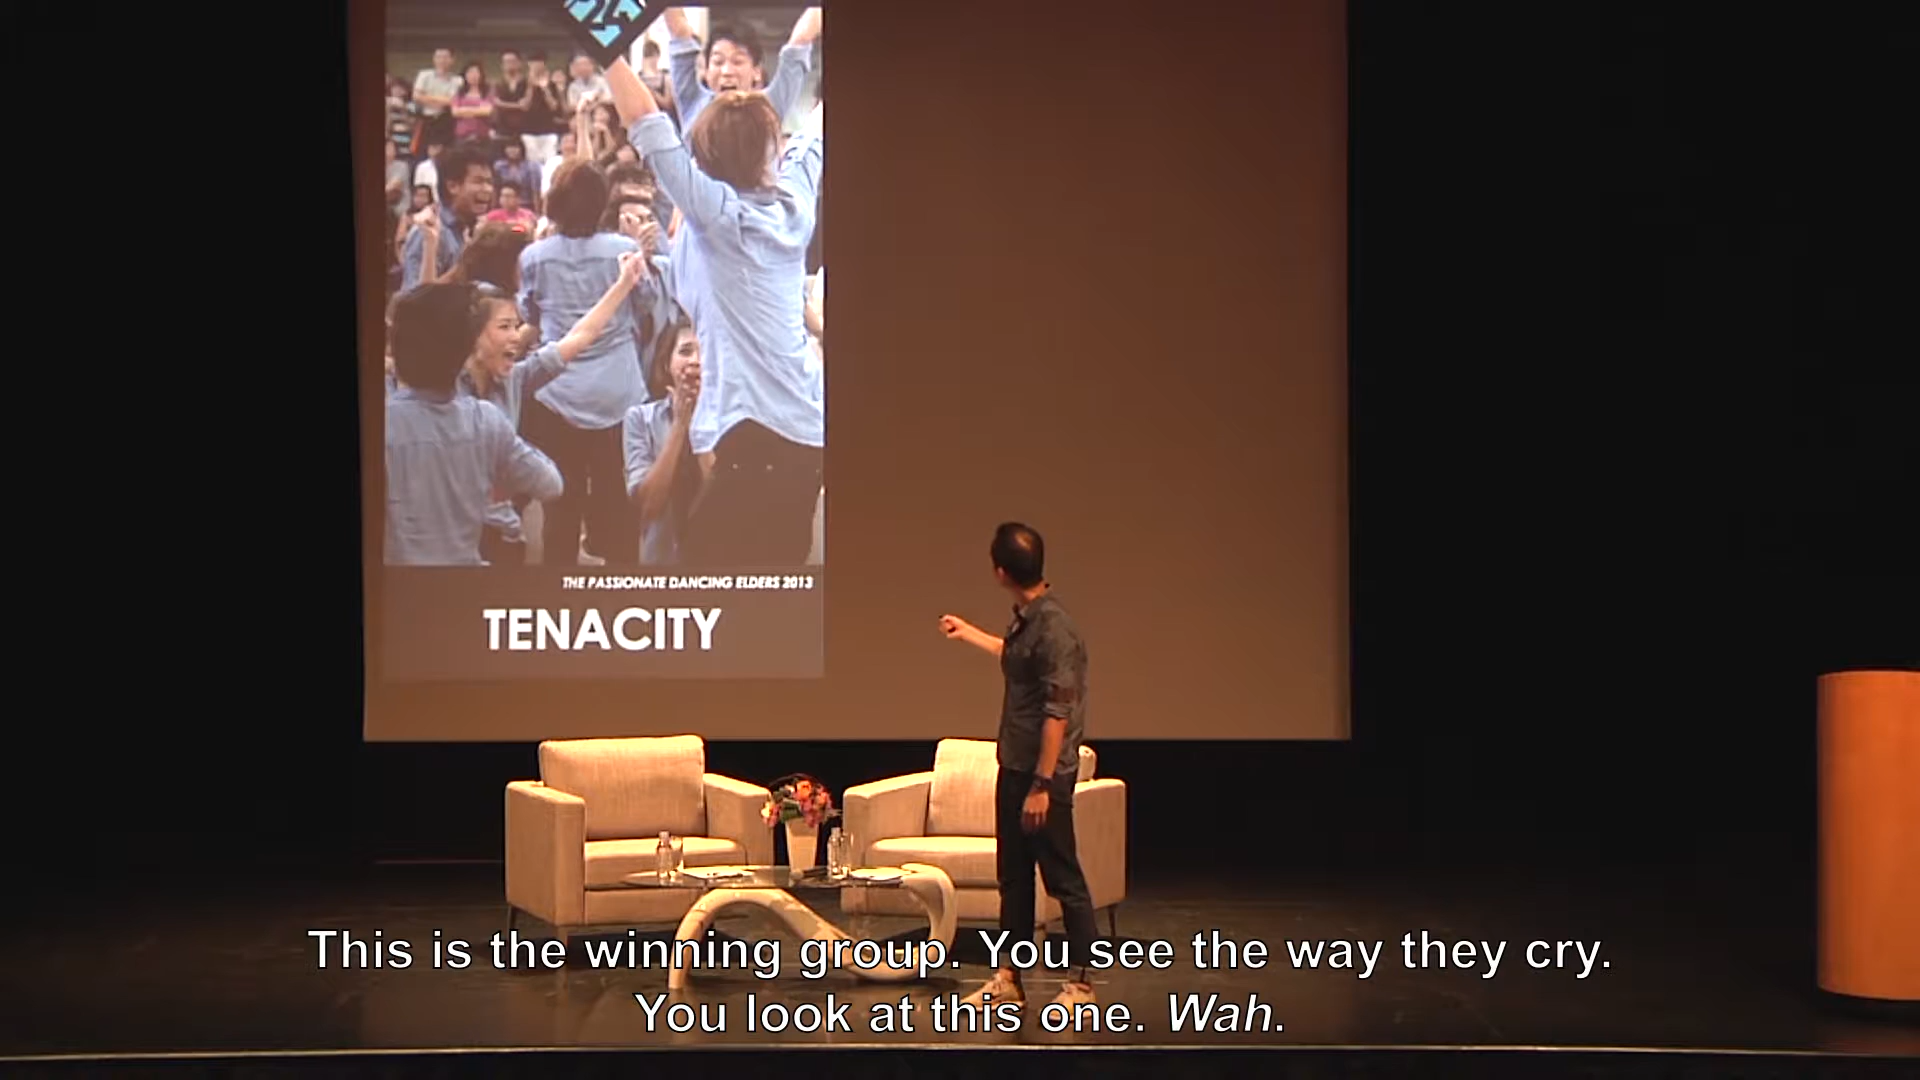 THE PASSIONATE DANCING ELDERS 2013
TENACITY
This is the winning group. You see the way they cry.
You look at this one. Wah.